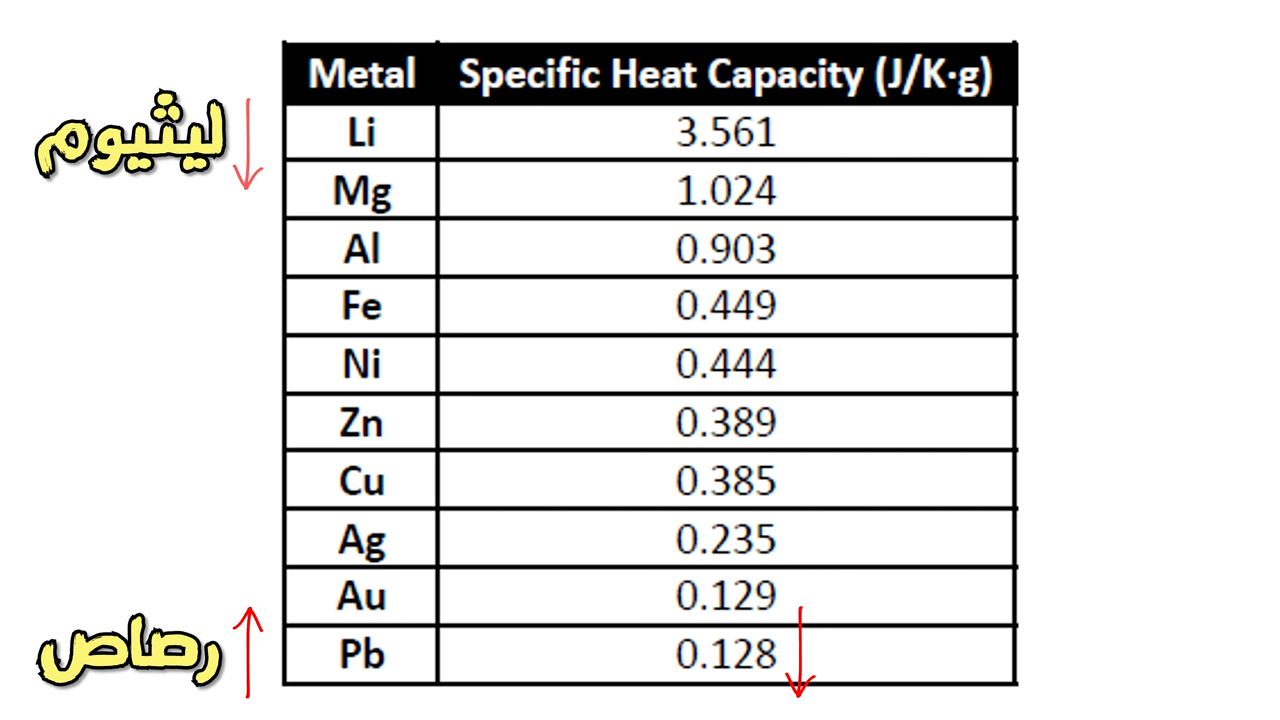 Metal Specific Heat Capacity (J/K·g)
ليثيوم
Li 3.561
Mg 1.024
Al 0.903
Fe 0.449
Ni 0.444
Zn 0.389
Cu 0.385
Ag 0.235
Au 0.129
رصاص
Pb 0.128